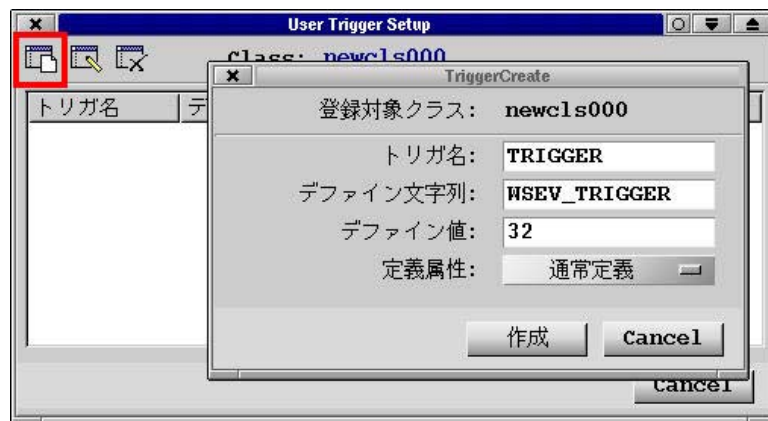 User Trigger Setup
Class: newcls000
TriggerCreate
トリガ名
デ
登録対象クラス: newcls000
トリガ名: TRIGGER
デファイン文字列: WSEV_TRIGGER
デファイン値: 32
定義属性: 通常定義
作成 Cancel
Cancel